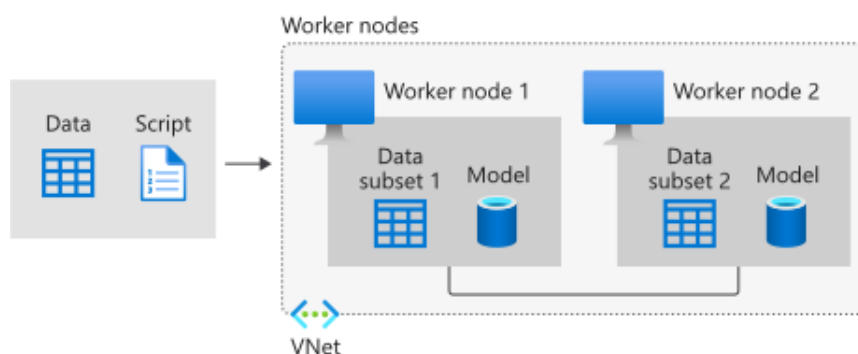 Worker nodes
Data
Script
Worker node 1
Data
subset 1
Model
Worker node 2
Data
subset 2
Model
VNet